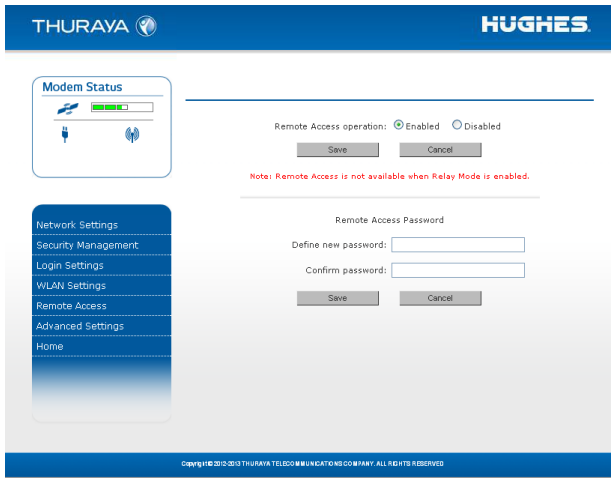 THURAYA
HUGHES.
Modem Status
Remote Access operation: Enabled Disabled
Save Cancel
Note: Remote Access is not available when Relay Mode is enabled.
Network Settings
Security Management
Login Settings
WLAN Settings
Remote Access
Advanced Settings
Home
Remote Access Password
Define new password:
Confirm password:
Save Cancel
Copyright© 2012-2013 THURAYA TELECOMMUNICATIONS COMPANY. ALL RIGHTS RESERVED